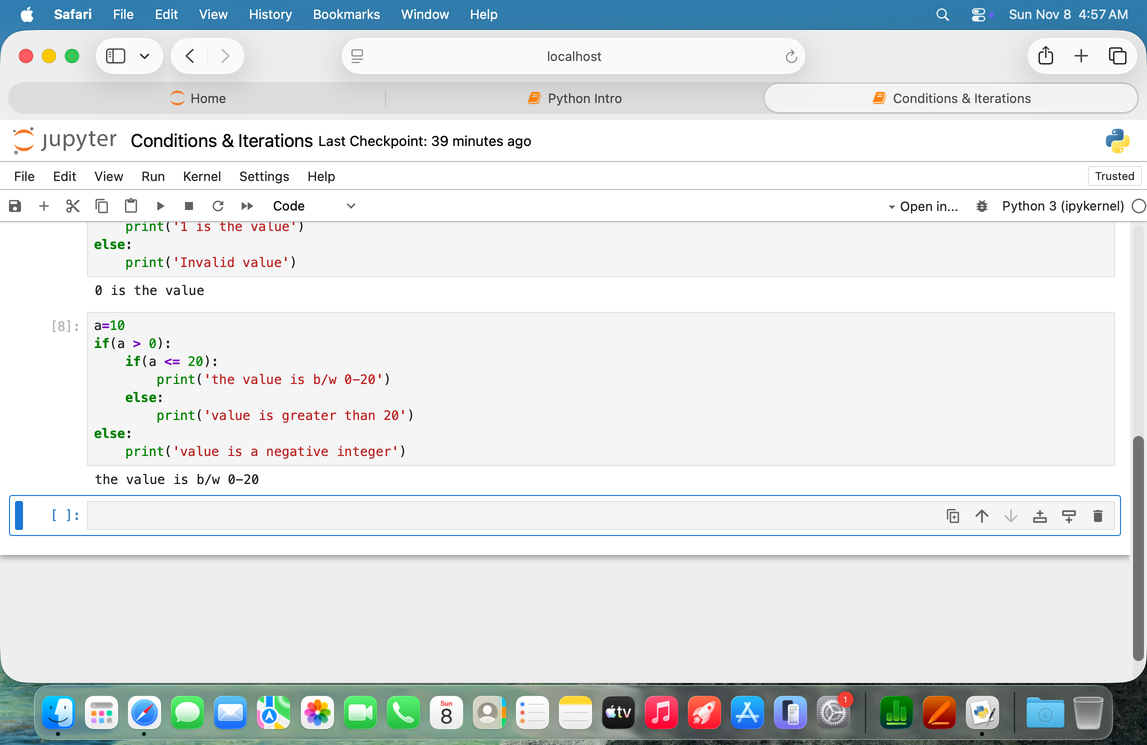 Safari File Edit View History Bookmarks Window Help Sun Nov 8 4:57 AM
localhost
Home Python Intro Conditions & Iterations
jupyter Conditions & Iterations Last Checkpoint: 39 minutes ago
File Edit View Run Kernel Settings Help Trusted
Code Open in... Python 3 (ipykernel)
print('1 is the value')
else:
print('Invalid value')
0 is the value
[8]: a=10
if(a > 0):
if(a <= 20):
print('the value is b/w 0-20')
else:
print('value is greater than 20')
else:
print('value is a negative integer')
the value is b/w 0-20
[ ]:
Sun
8
tv
1